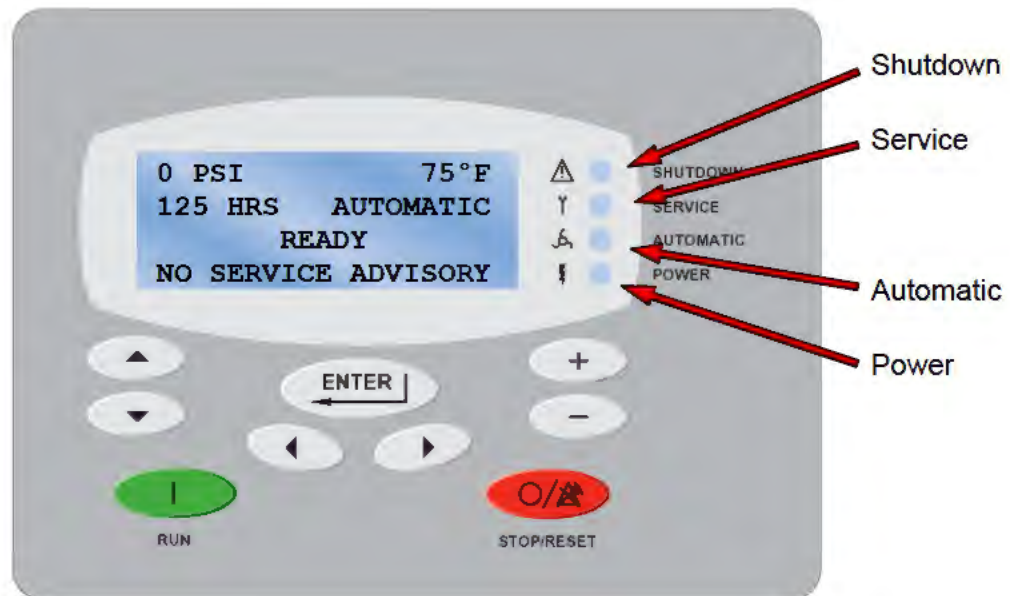 0 PSI 75°F
125 HRS AUTOMATIC
READY
NO SERVICE ADVISORY
SHUTDOWN
SERVICE
AUTOMATIC
POWER
Shutdown
Service
Automatic
Power
ENTER
+
−
I
RUN
O/
STOP/RESET